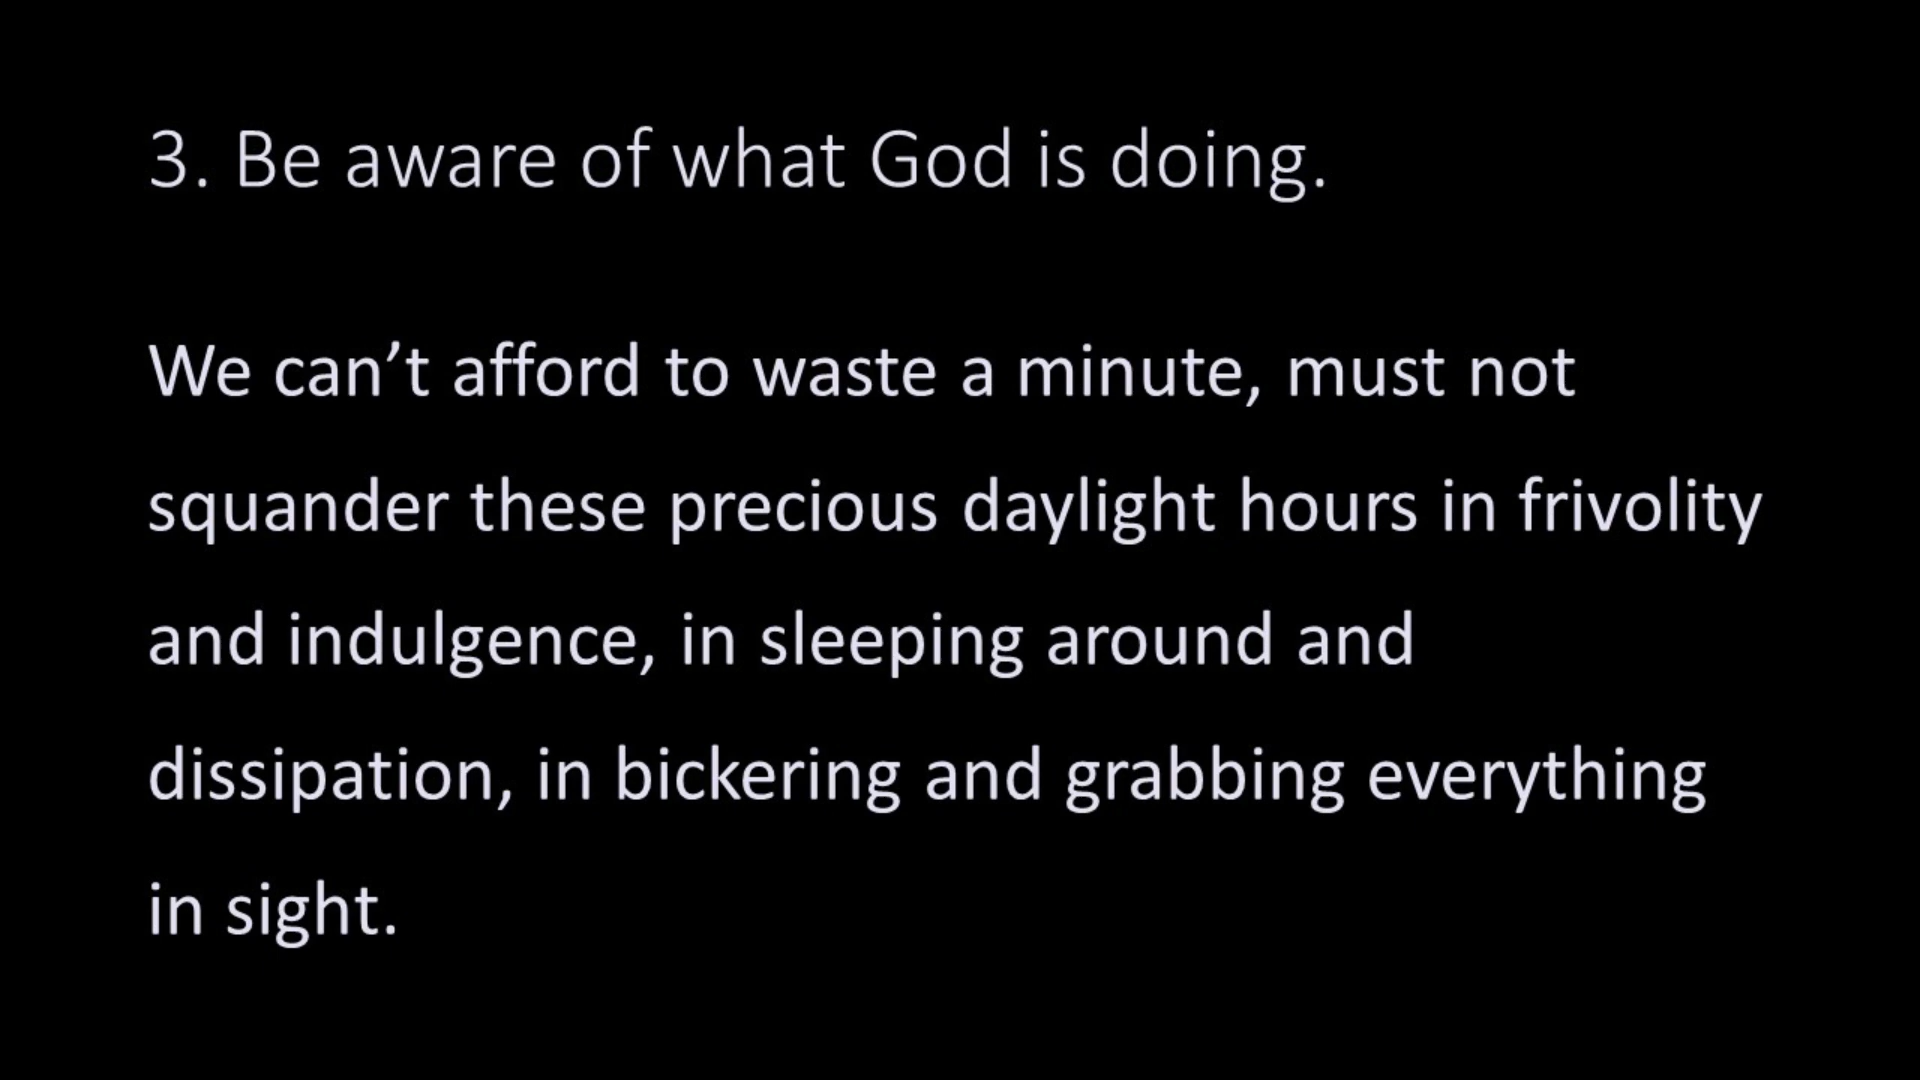 3. Be aware of what God is doing.
We can’t afford to waste a minute, must not
squander these precious daylight hours in frivolity
and indulgence, in sleeping around and
dissipation, in bickering and grabbing everything
in sight.